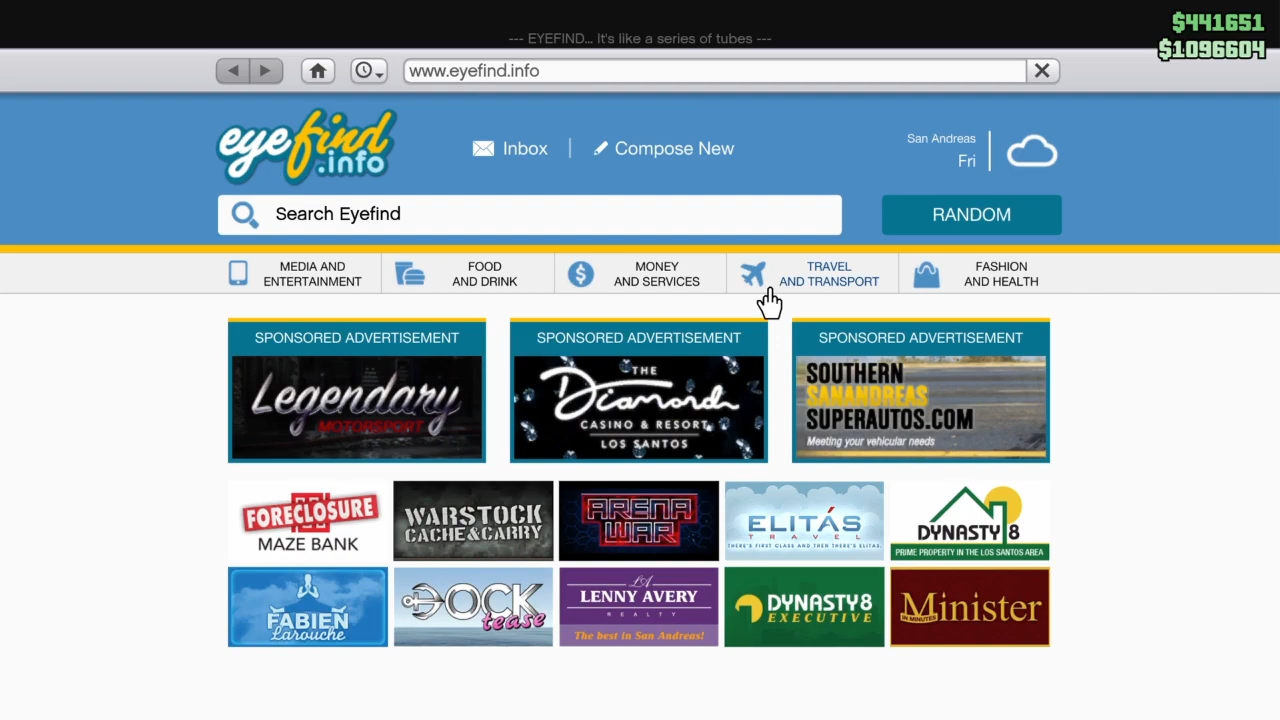 $441651
--- EYEFIND... It's like a series of tubes ---
$1096604
www.eyefind.info
eyefind
.info
Inbox
Compose New
San Andreas
Fri
Search Eyefind
RANDOM
MEDIA AND
ENTERTAINMENT
FOOD
AND DRINK
MONEY
AND SERVICES
TRAVEL
AND TRANSPORT
FASHION
AND HEALTH
SPONSORED ADVERTISEMENT
Legendary
MOTORSPORT
SPONSORED ADVERTISEMENT
THE
Diamond
CASINO & RESORT
LOS SANTOS
SPONSORED ADVERTISEMENT
SOUTHERN
SANANDREAS
SUPERAUTOS.COM
Meeting your vehicular needs
FORECLOSURE
MAZE BANK
WARSTOCK
CACHE&CARRY
ARENA
WAR
ELITÁS
TRAVEL
THERE'S FIRST CLASS AND THEN THERE'S ELITAS.
DYNASTY 8
PRIME PROPERTY IN THE LOS SANTOS AREA
FABIEN
Larouche
DOCK
tease
LA
LENNY AVERY
REALTY
The best in San Andreas!
DYNASTY8
EXECUTIVE
Minister
IN MINUTES